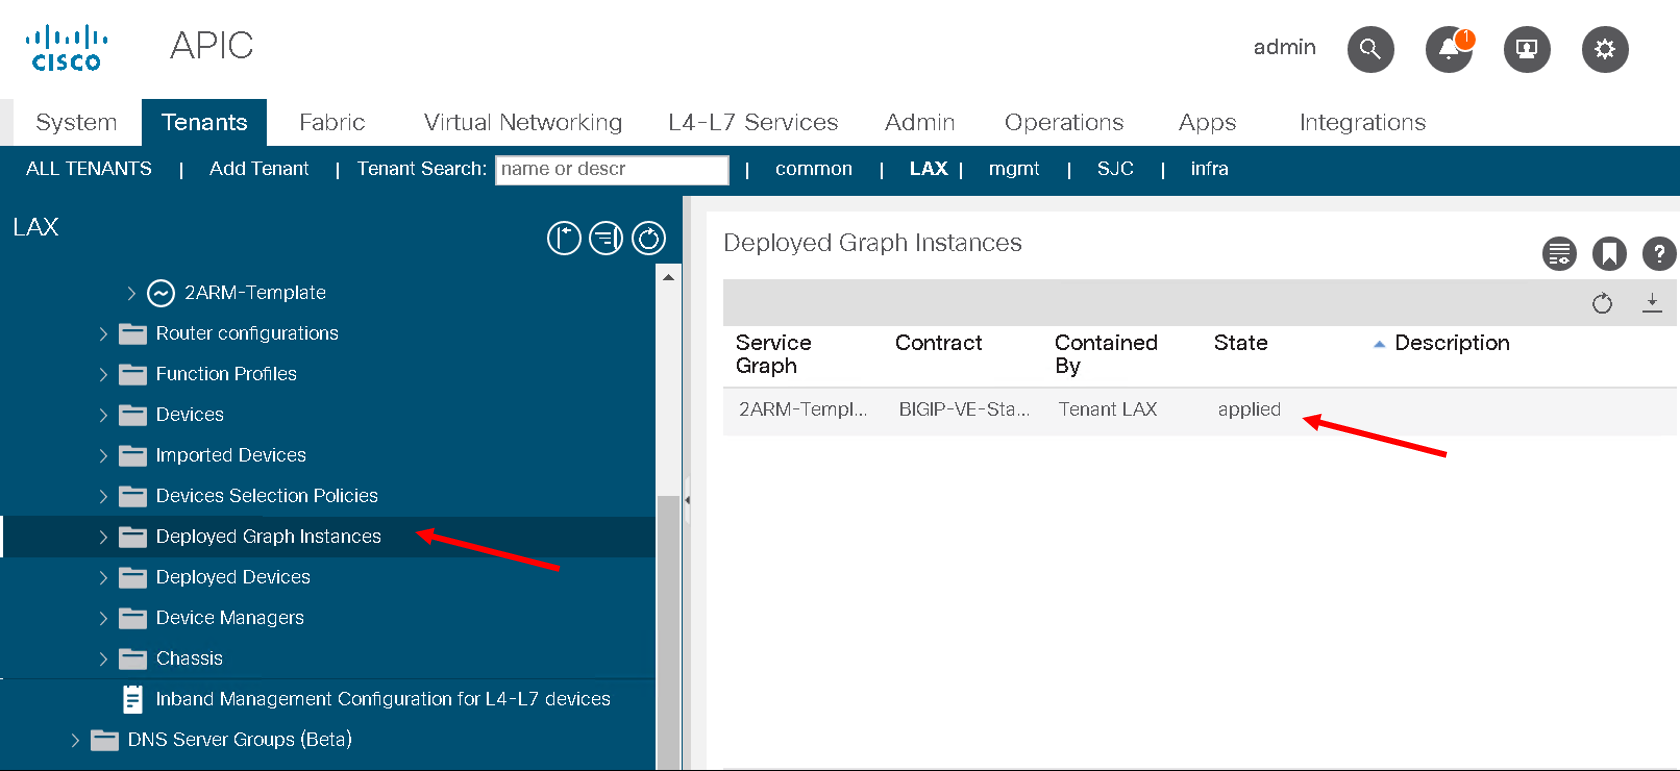 CISCO
APIC
admin
1
System Tenants Fabric Virtual Networking L4-L7 Services Admin Operations Apps Integrations
ALL TENANTS | Add Tenant | Tenant Search: name or descr | common | LAX | mgmt | SJC | infra
LAX
2ARM-Template
Router configurations
Function Profiles
Devices
Imported Devices
Devices Selection Policies
Deployed Graph Instances
Deployed Devices
Device Managers
Chassis
Inband Management Configuration for L4-L7 devices
DNS Server Groups (Beta)
Deployed Graph Instances
?
Service Graph Contract Contained By State Description
2ARM-Templ... BIGIP-VE-Sta... Tenant LAX applied